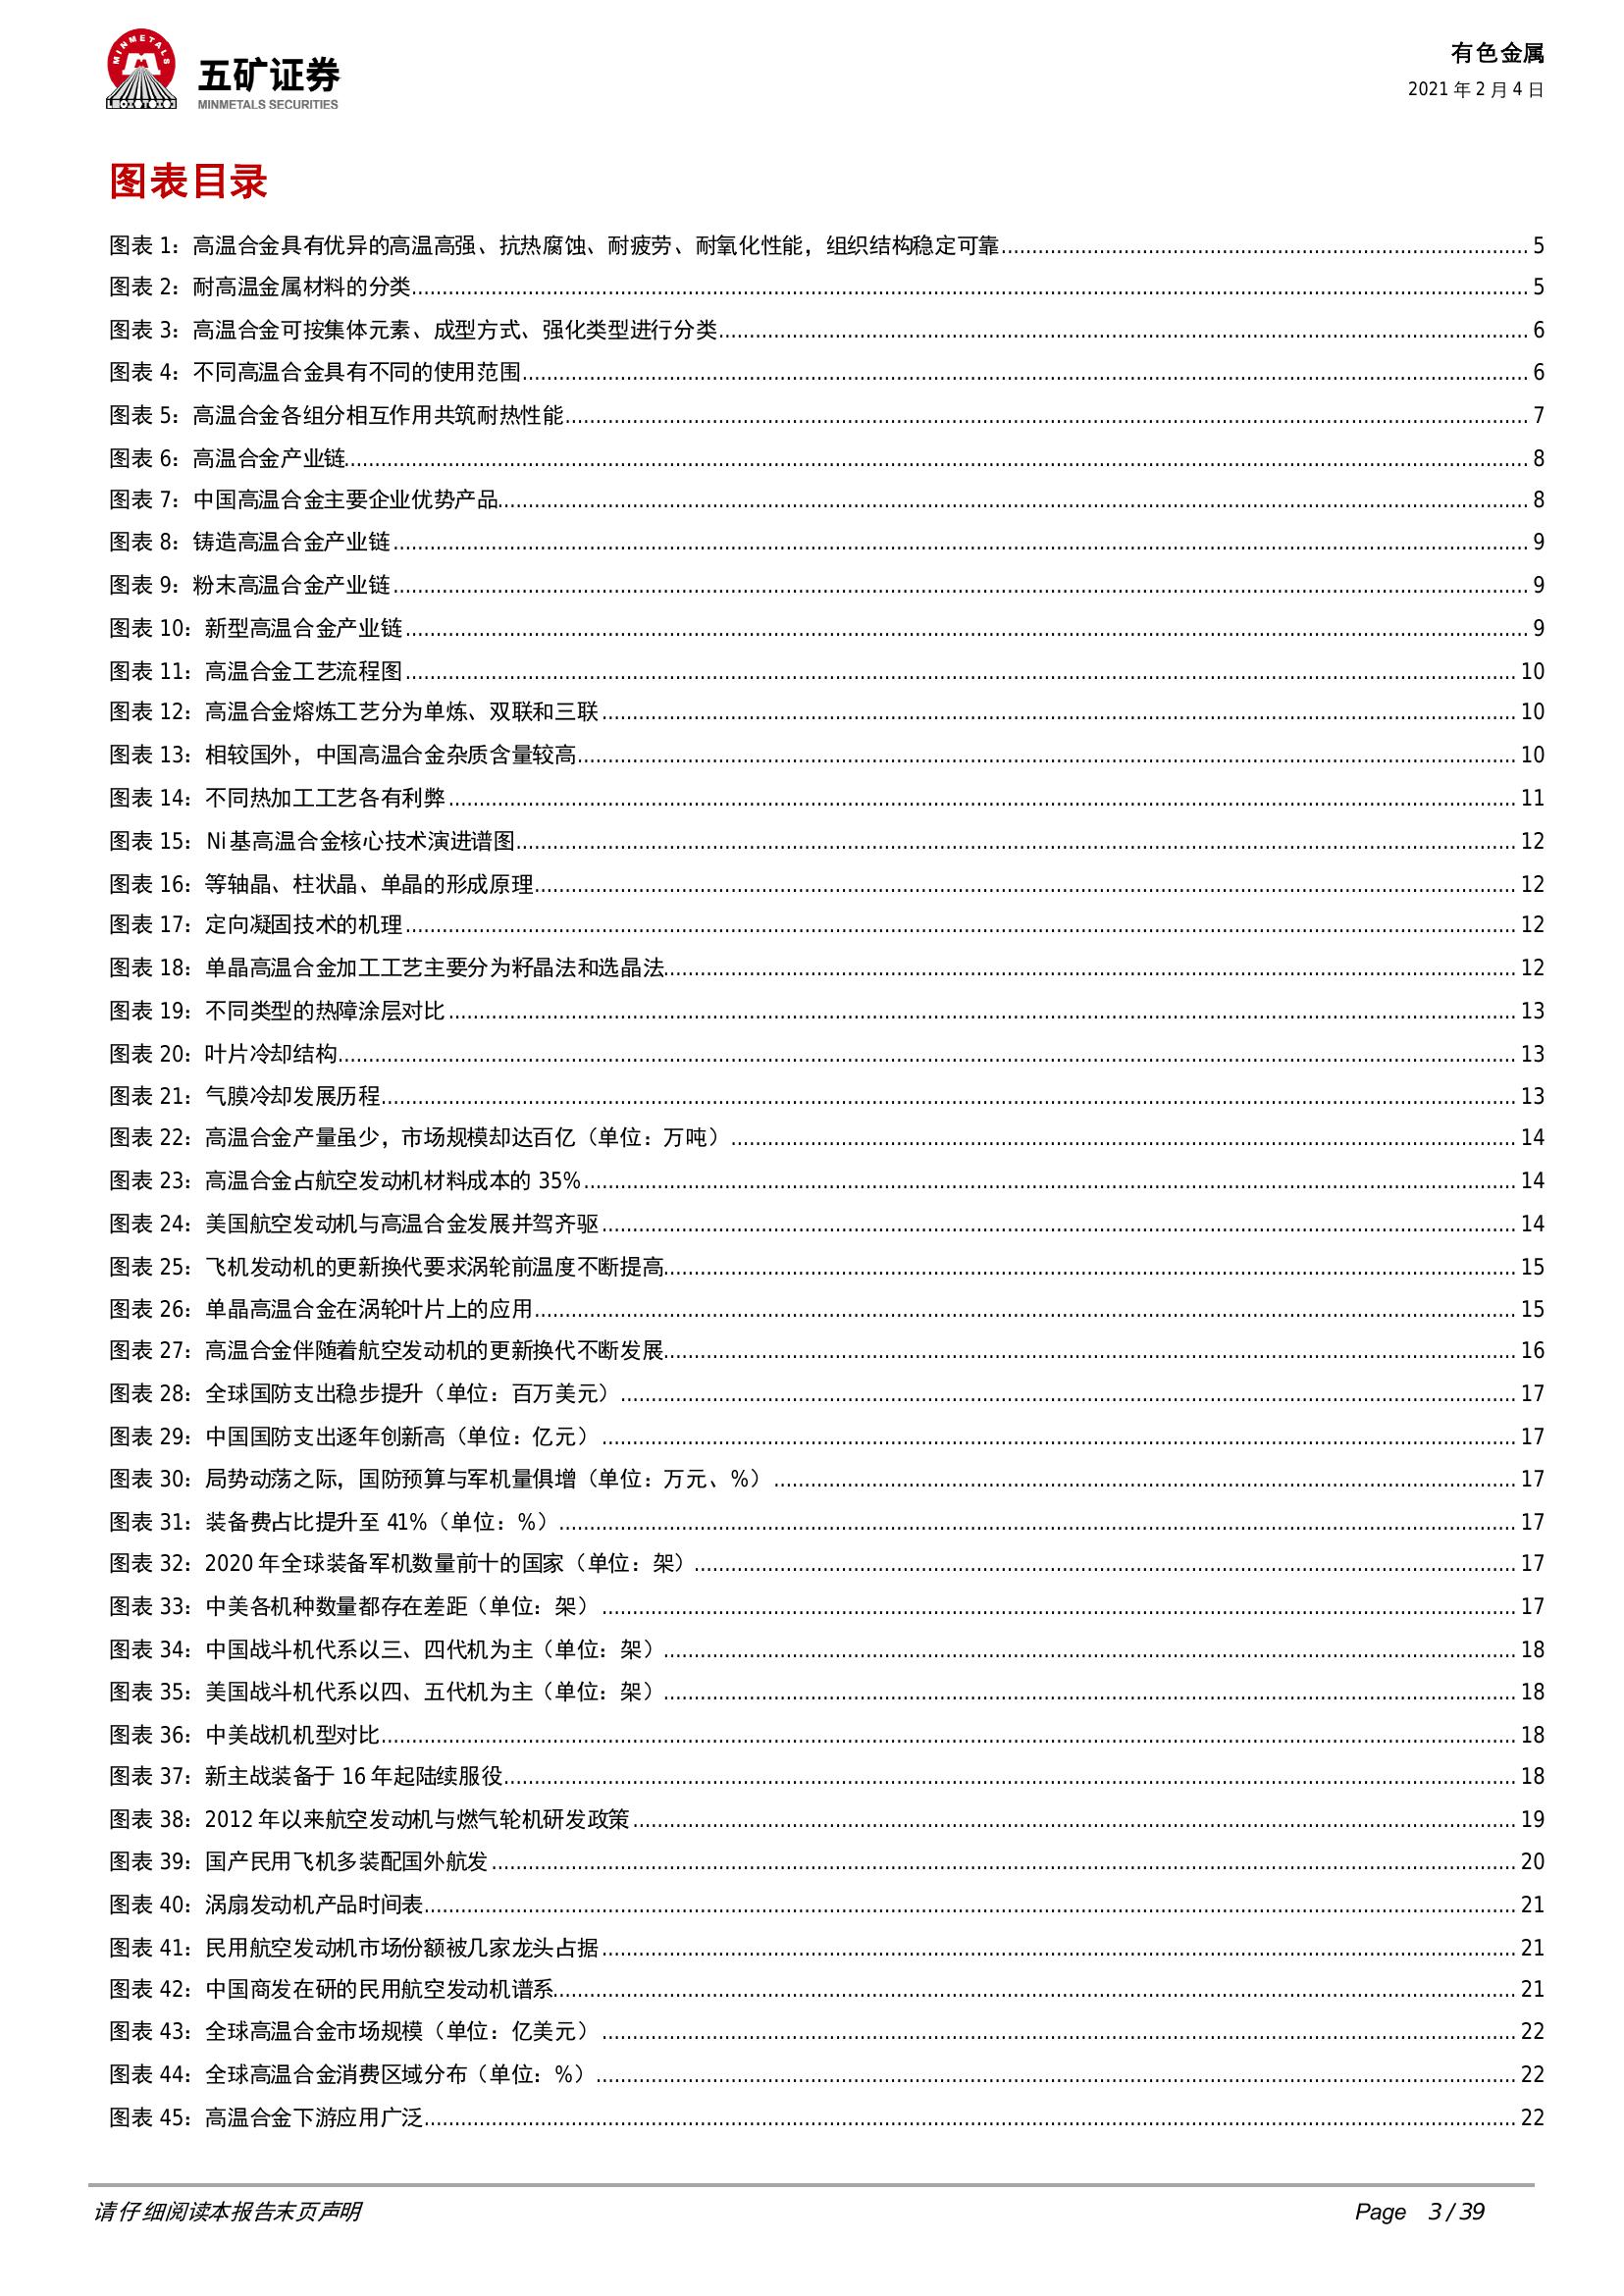 MINMETALS
五矿证券
MINMETALS SECURITIES
有色金属
2021 年 2 月 4 日
图表目录
图表 1：高温合金具有优异的高温高强、抗热腐蚀、耐疲劳、耐氧化性能，组织结构稳定可靠 5
图表 2：耐高温金属材料的分类 5
图表 3：高温合金可按集体元素、成型方式、强化类型进行分类 6
图表 4：不同高温合金具有不同的使用范围 6
图表 5：高温合金各组分相互作用共筑耐热性能 7
图表 6：高温合金产业链 8
图表 7：中国高温合金主要企业优势产品 8
图表 8：铸造高温合金产业链 9
图表 9：粉末高温合金产业链 9
图表 10：新型高温合金产业链 9
图表 11：高温合金工艺流程图 10
图表 12：高温合金熔炼工艺分为单炼、双联和三联 10
图表 13：相较国外，中国高温合金杂质含量较高 10
图表 14：不同热加工工艺各有利弊 11
图表 15：Ni 基高温合金核心技术演进谱图 12
图表 16：等轴晶、柱状晶、单晶的形成原理 12
图表 17：定向凝固技术的机理 12
图表 18：单晶高温合金加工工艺主要分为籽晶法和选晶法 12
图表 19：不同类型的热障涂层对比 13
图表 20：叶片冷却结构 13
图表 21：气膜冷却发展历程 13
图表 22：高温合金产量虽少，市场规模却达百亿（单位：万吨） 14
图表 23：高温合金占航空发动机材料成本的 35% 14
图表 24：美国航空发动机与高温合金发展并驾齐驱 14
图表 25：飞机发动机的更新换代要求涡轮前温度不断提高 15
图表 26：单晶高温合金在涡轮叶片上的应用 15
图表 27：高温合金伴随着航空发动机的更新换代不断发展 16
图表 28：全球国防支出稳步提升（单位：百万美元） 17
图表 29：中国国防支出逐年创新高（单位：亿元） 17
图表 30：局势动荡之际，国防预算与军机量俱增（单位：万元、%） 17
图表 31：装备费占比提升至 41%（单位：%） 17
图表 32：2020 年全球装备军机数量前十的国家（单位：架） 17
图表 33：中美各机种数量都存在差距（单位：架） 17
图表 34：中国战斗机代系以三、四代机为主（单位：架） 18
图表 35：美国战斗机代系以四、五代机为主（单位：架） 18
图表 36：中美战机机型对比 18
图表 37：新主战装备于 16 年起陆续服役 18
图表 38：2012 年以来航空发动机与燃气轮机研发政策 19
图表 39：国产民用飞机多装配国外航发 20
图表 40：涡扇发动机产品时间表 21
图表 41：民用航空发动机市场份额被几家龙头占据 21
图表 42：中国商发在研的民用航空发动机谱系 21
图表 43：全球高温合金市场规模（单位：亿美元） 22
图表 44：全球高温合金消费区域分布（单位：%） 22
图表 45：高温合金下游应用广泛 22
请仔细阅读本报告末页声明
Page 3 / 39